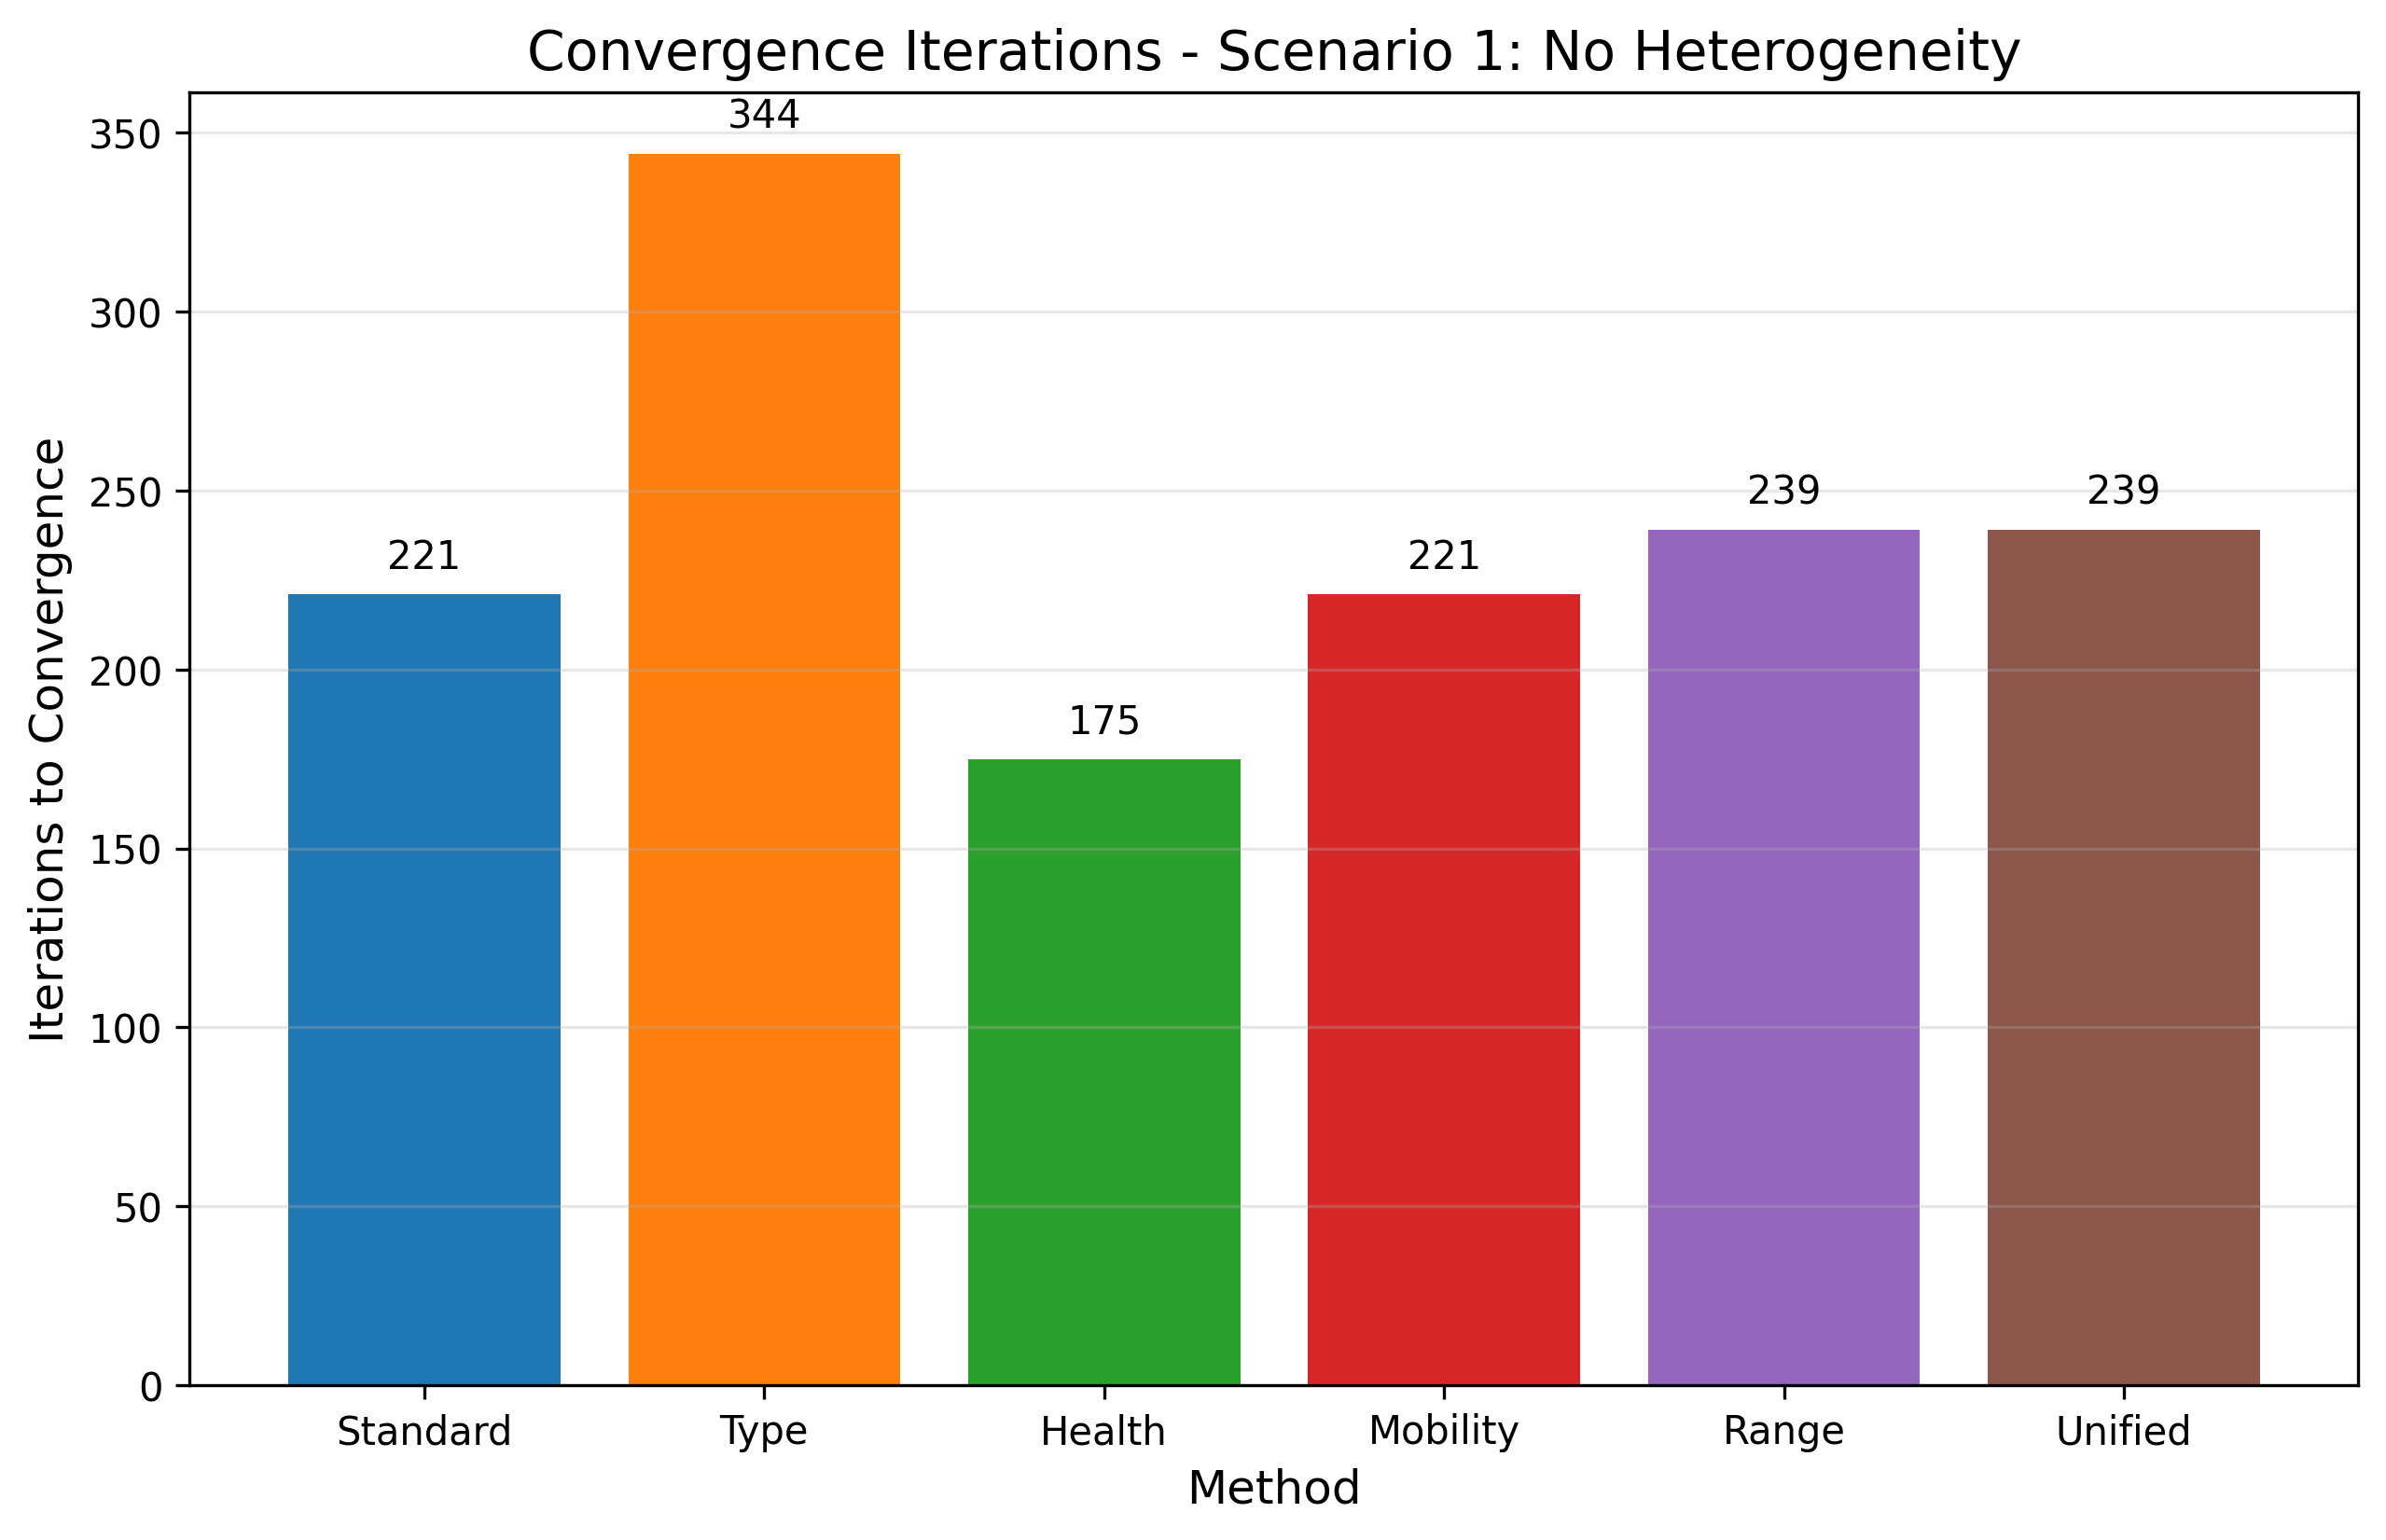 Convergence Iterations - Scenario 1: No Heterogeneity
Iterations to Convergence
350
300
250
200
150
100
50
0
221
344
175
221
239
239
Standard
Type
Health
Mobility
Range
Unified
Method